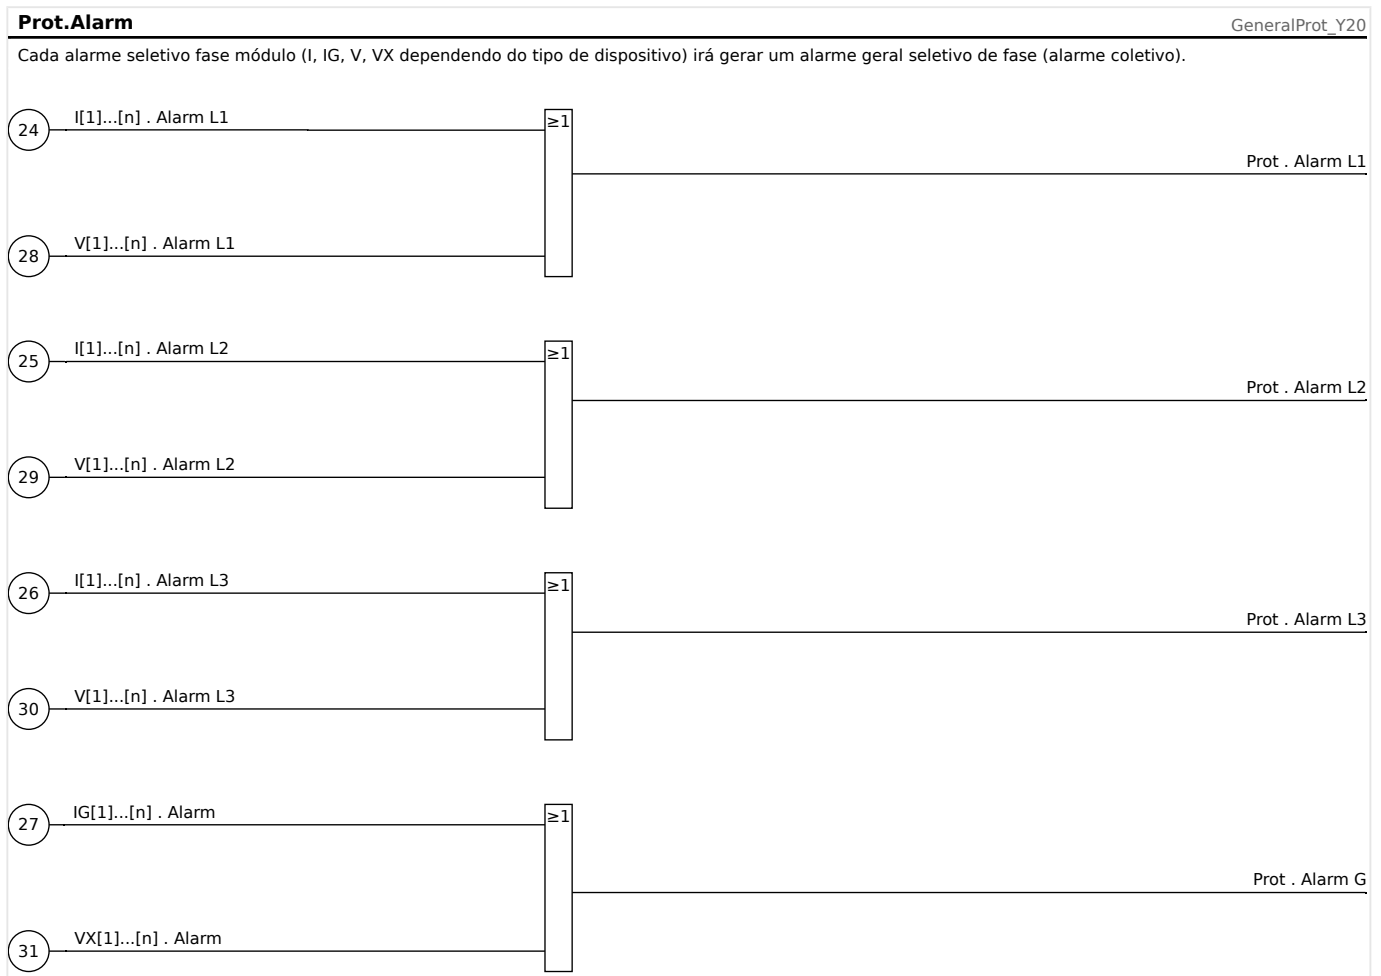 Prot.Alarm
GeneralProt_Y20
Cada alarme seletivo fase módulo (I, IG, V, VX dependendo do tipo de dispositivo) irá gerar um alarme geral seletivo de fase (alarme coletivo).
24
I[1]...[n] . Alarm L1
≥1
Prot . Alarm L1
28
V[1]...[n] . Alarm L1
25
I[1]...[n] . Alarm L2
≥1
Prot . Alarm L2
29
V[1]...[n] . Alarm L2
26
I[1]...[n] . Alarm L3
≥1
Prot . Alarm L3
30
V[1]...[n] . Alarm L3
27
IG[1]...[n] . Alarm
≥1
Prot . Alarm G
31
VX[1]...[n] . Alarm